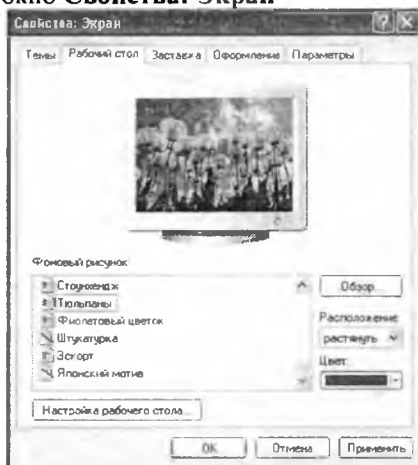 окно Свойства: Экран
Свойства: Экран
Темы Рабочий стол Заставка Оформление Параметры
Фоновый рисунок:
Стоунхендж
Тюльпаны
Фиолетовый цветок
Штукатурка
Эскорт
Японский мотив
Обзор...
Расположение:
растянуть
Цвет:
Настройка рабочего стола...
ОК Отмена Применить